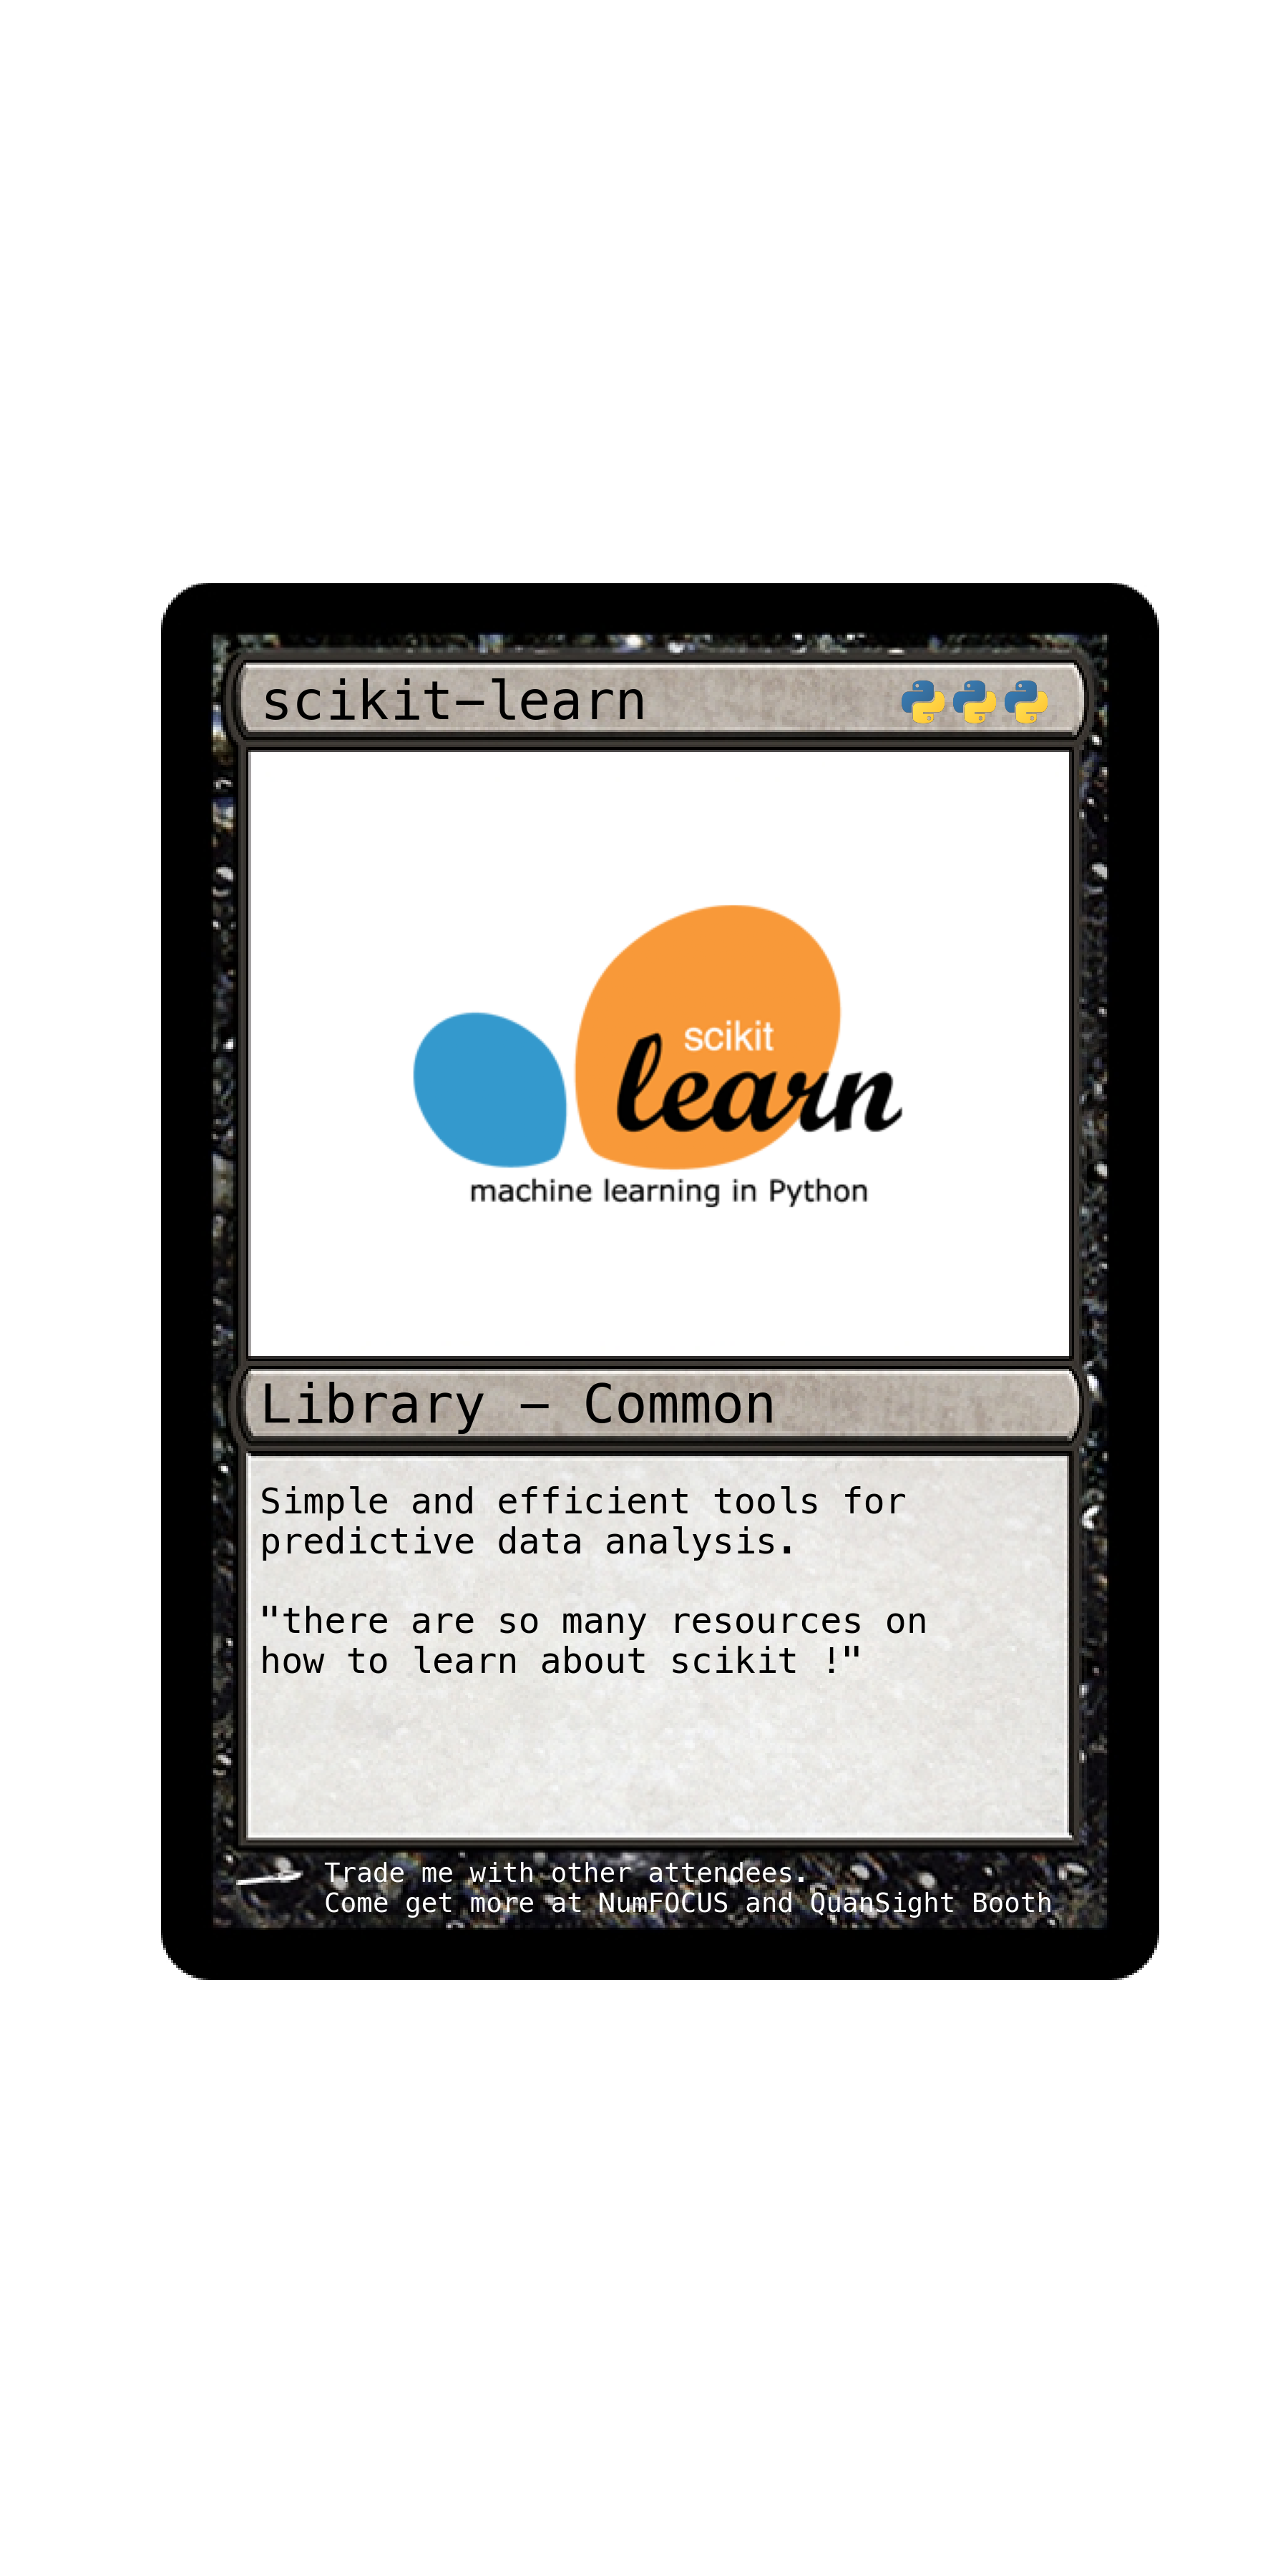 scikit-learn
scikit
learn
machine learning in Python
Library - Common
Simple and efficient tools for
predictive data analysis.
"there are so many resources on
how to learn about scikit !"
Trade me with other attendees.
Come get more at NumFOCUS and QuanSight Booth